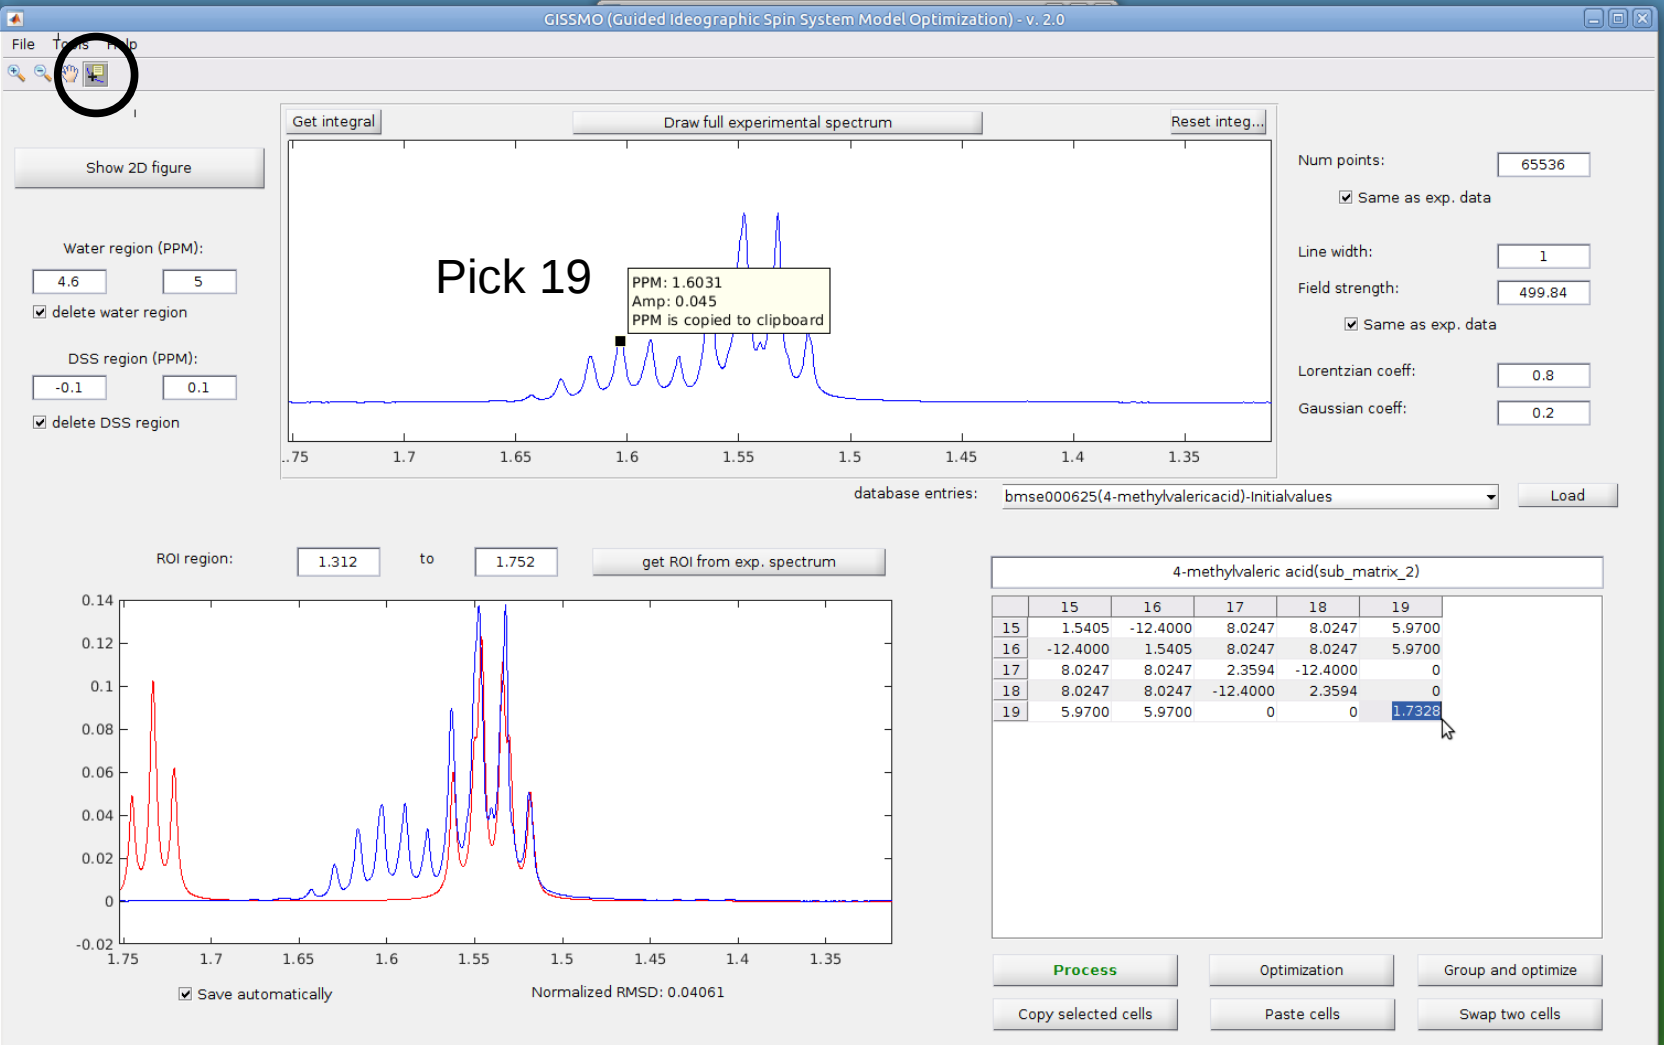 GISSMO (Guided Ideographic Spin System Model Optimization) - v. 2.0
File Tools Help
Get integral
Draw full experimental spectrum
Reset integ...
Show 2D figure
Water region (PPM):
4.6 5
delete water region
DSS region (PPM):
-0.1 0.1
delete DSS region
Pick 19
PPM: 1.6031
Amp: 0.045
PPM is copied to clipboard
..75 1.7 1.65 1.6 1.55 1.5 1.45 1.4 1.35
Num points: 65536
Same as exp. data
Line width: 1
Field strength: 499.84
Same as exp. data
Lorentzian coeff: 0.8
Gaussian coeff: 0.2
database entries: bmse000625(4-methylvalericacid)-Initialvalues Load
ROI region: 1.312 to 1.752 get ROI from exp. spectrum
0.14
0.12
0.1
0.08
0.06
0.04
0.02
0
-0.02
1.75 1.7 1.65 1.6 1.55 1.5 1.45 1.4 1.35
Save automatically
Normalized RMSD: 0.04061
4-methylvaleric acid(sub_matrix_2)
15 16 17 18 19
15 1.5405 -12.4000 8.0247 8.0247 5.9700
16 -12.4000 1.5405 8.0247 8.0247 5.9700
17 8.0247 8.0247 2.3594 -12.4000 0
18 8.0247 8.0247 -12.4000 2.3594 0
19 5.9700 5.9700 0 0 1.7328
Process Optimization Group and optimize
Copy selected cells Paste cells Swap two cells